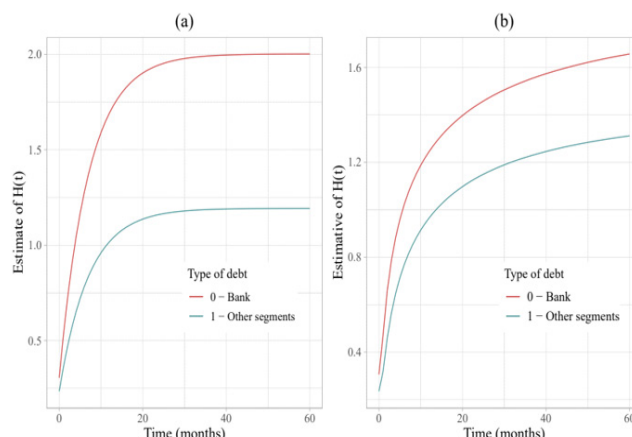 (a)
Estimate of H(t)
2.0
1.5
1.0
0.5
Type of debt
0 − Bank
1 − Other segments
0
20
40
60
Time (months)
(b)
Estimative of H(t)
1.6
1.2
0.8
0.4
Type of debt
0 − Bank
1 − Other segments
0
20
40
60
Time (months)